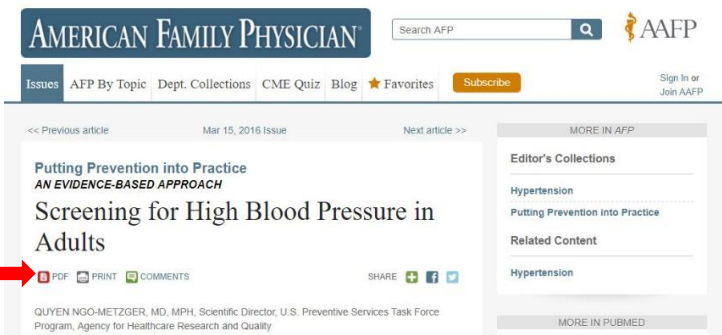 AMERICAN FAMILY PHYSICIAN®
Search AFP
AAFP
Issues AFP By Topic Dept. Collections CME Quiz Blog Favorites Subscribe
Sign In or
Join AAFP
<< Previous article Mar 15, 2016 Issue Next article >>
Putting Prevention into Practice
AN EVIDENCE-BASED APPROACH
Screening for High Blood Pressure in
Adults
PDF PRINT COMMENTS SHARE
QUYEN NGO-METZGER, MD, MPH, Scientific Director, U.S. Preventive Services Task Force
Program, Agency for Healthcare Research and Quality
MORE IN AFP
Editor's Collections
Hypertension
Putting Prevention into Practice
Related Content
Hypertension
MORE IN PUBMED